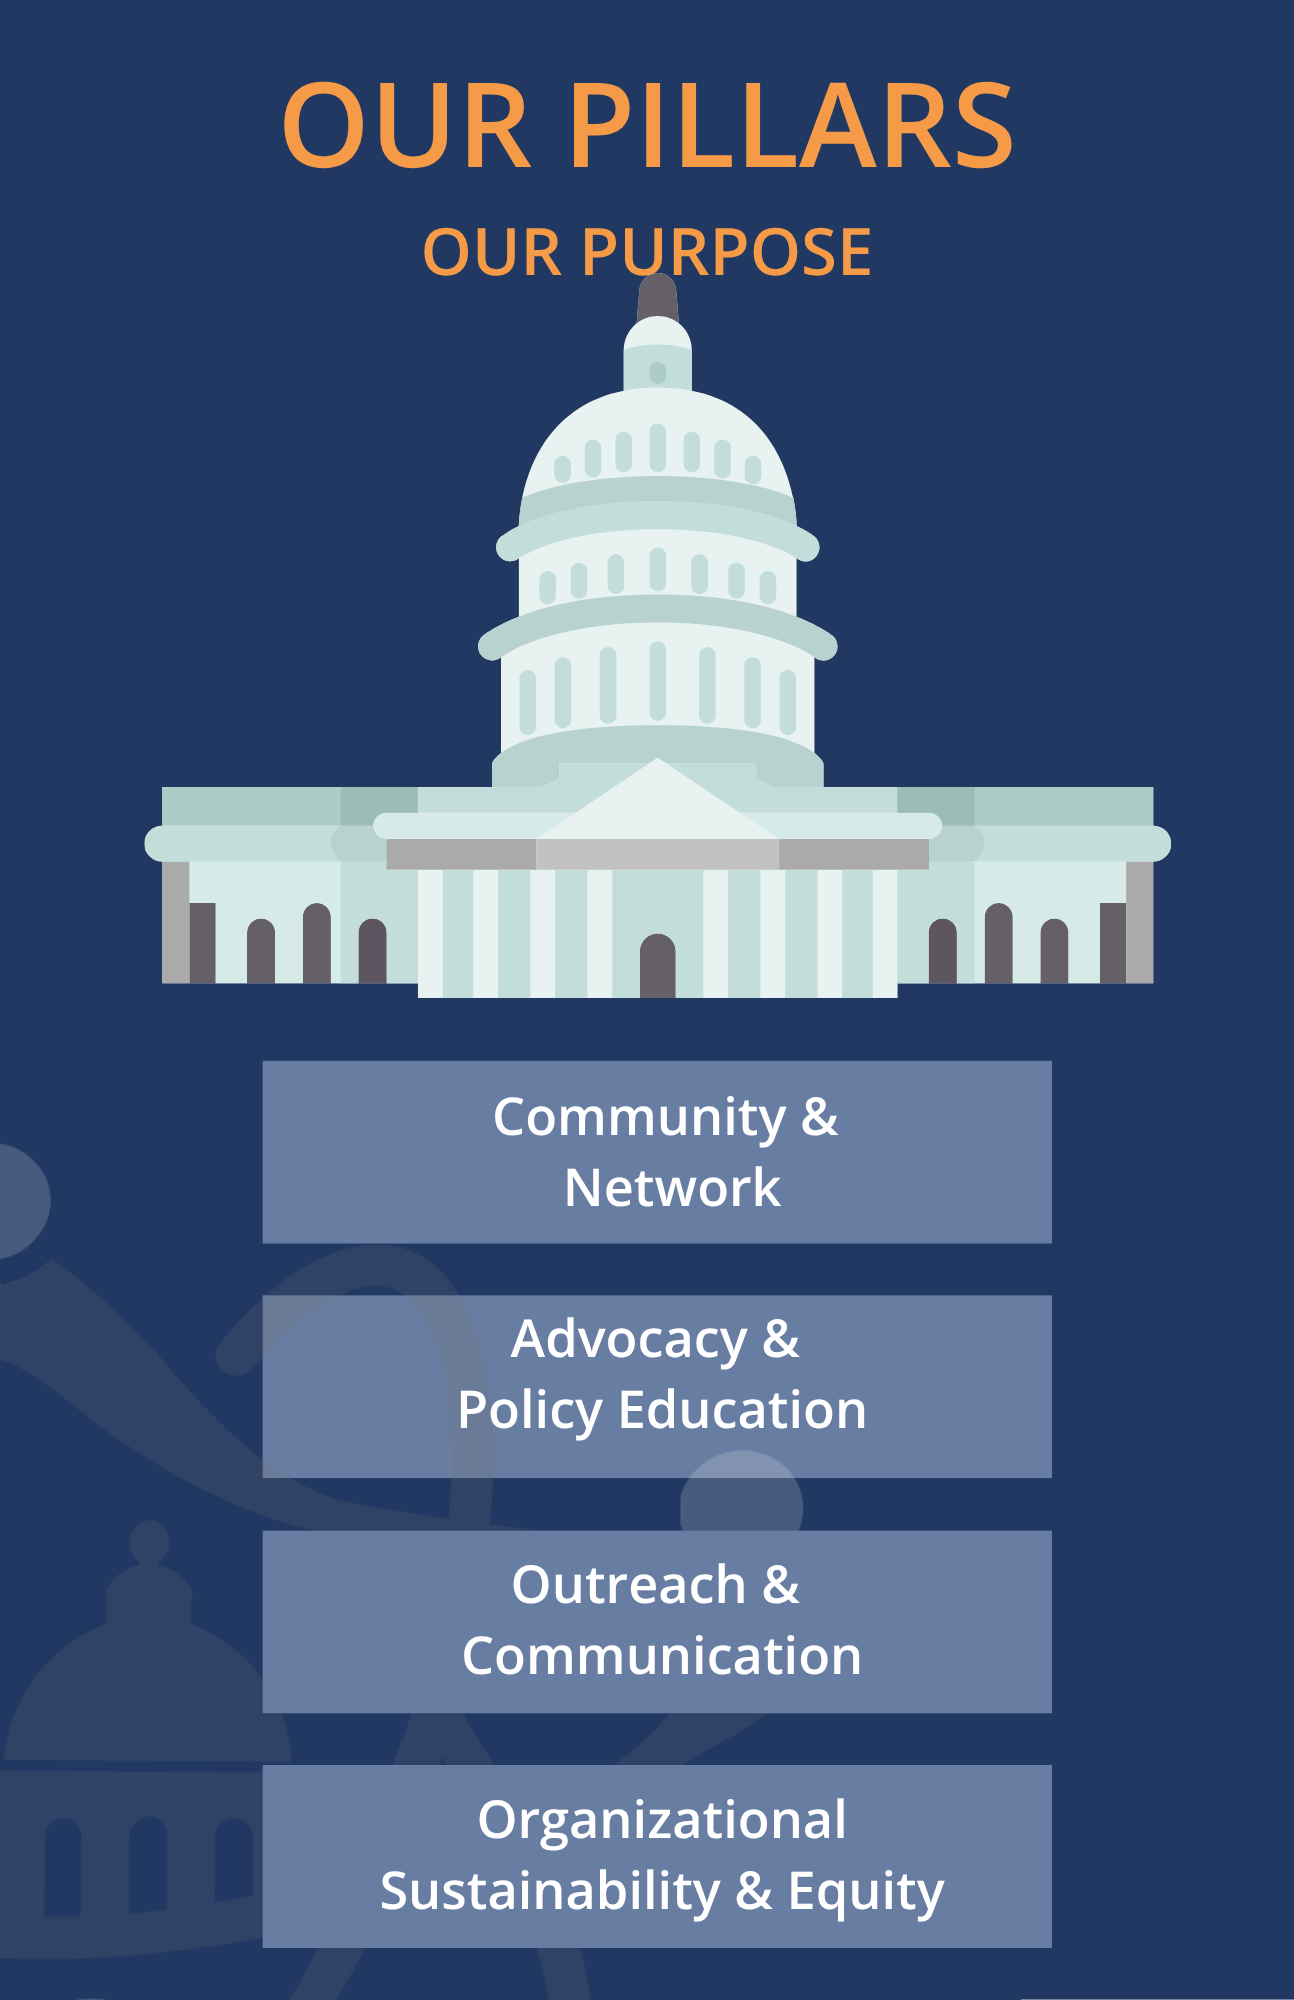 OUR PILLARS
OUR PURPOSE
Community &
Network
Advocacy &
Policy Education
Outreach &
Communication
Organizational
Sustainability & Equity